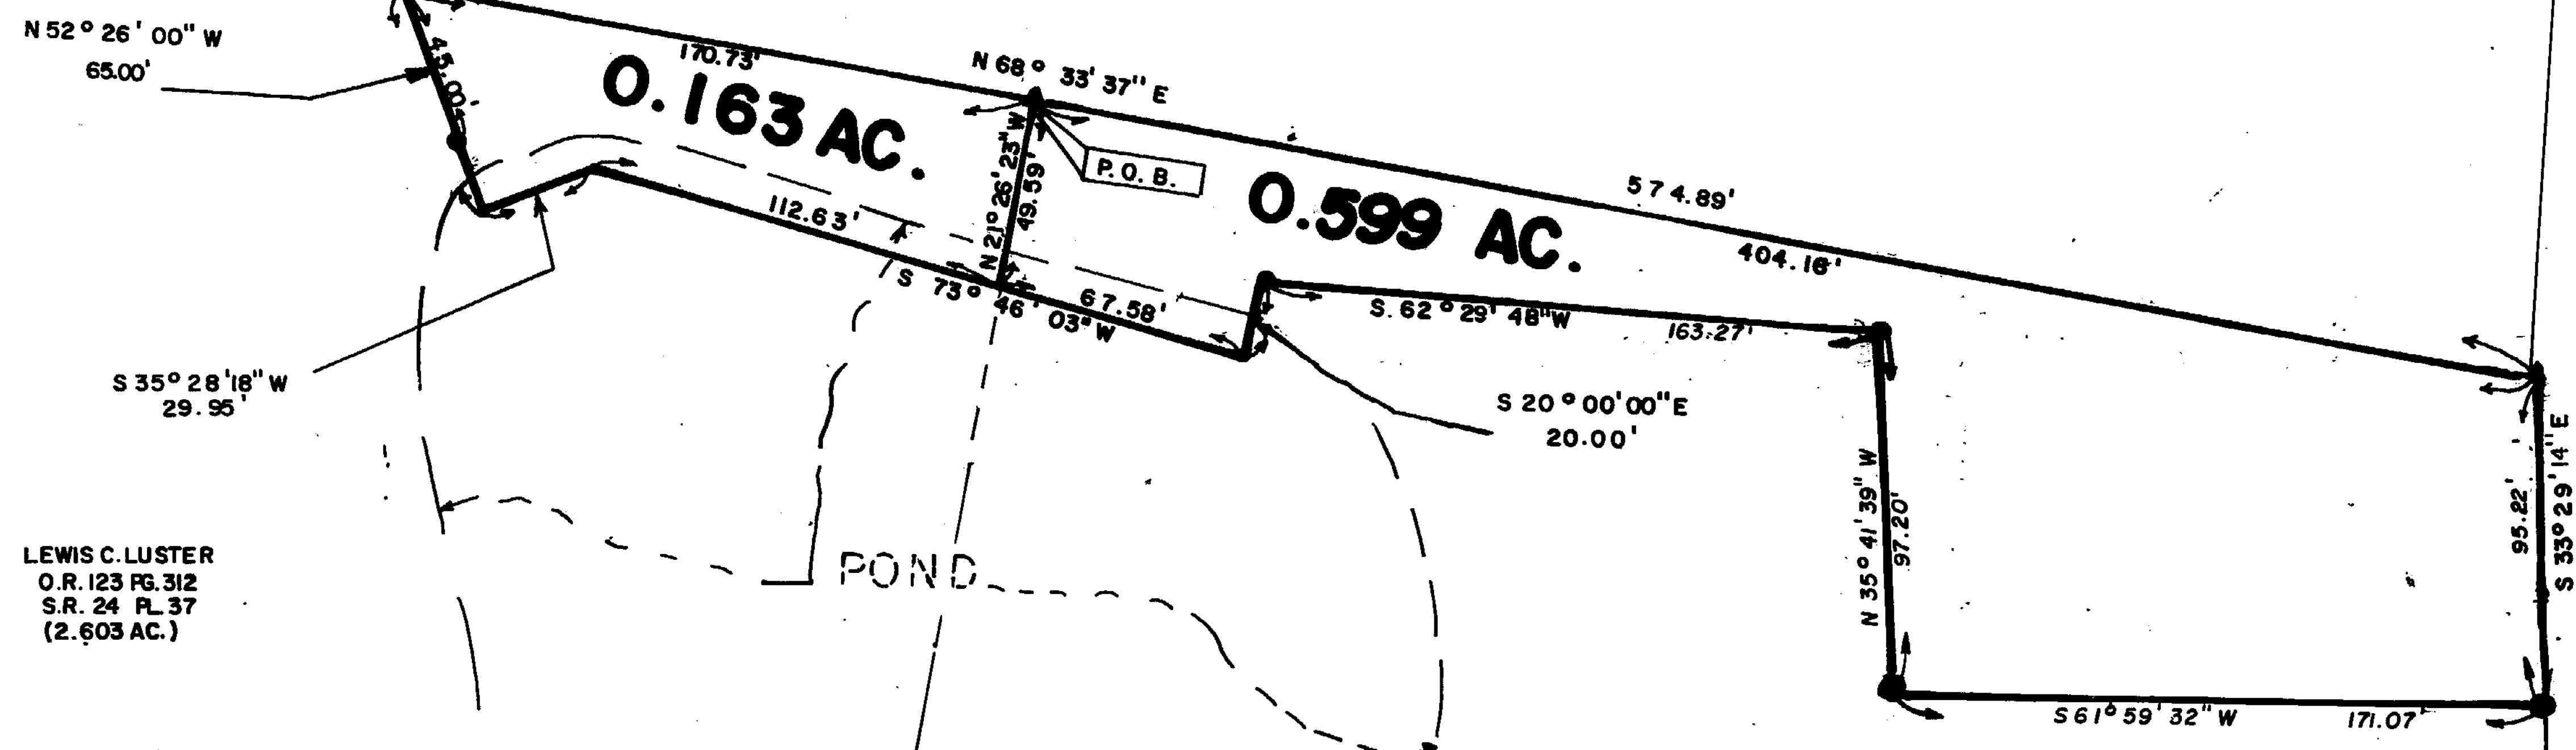 N 52° 26' 00" W
65.00'
45.00'
170.73'
0.163 AC.
N 68° 33' 37" E
N 21° 26' 23" W
49.59'
P.O.B.
0.599 AC.
574.89'
404.16'
112.63'
S 73° 46' 03" W
67.58'
S. 62° 29' 48" W
163.27'
S 35° 28' 18" W
29.95'
S 20° 00' 00" E
20.00'
N 35° 41' 39" W
97.20'
95.22'
S 33° 29' 14" E
LEWIS C. LUSTER
O.R. 123 PG. 312
S.R. 24 PL. 37
(2.603 AC.)
POND
S 61° 59' 32" W
171.07'